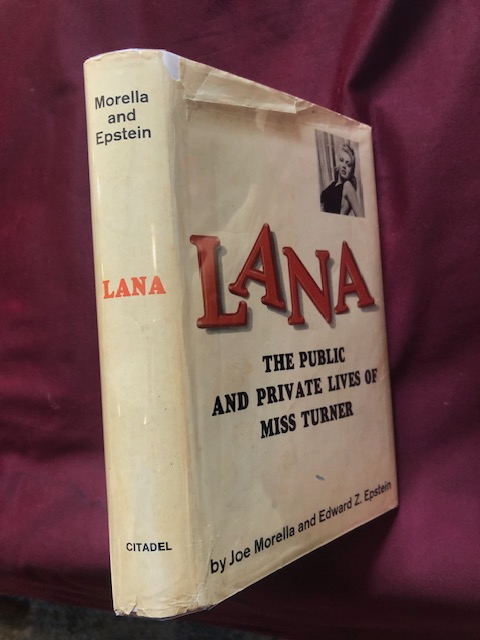 Morella
and
Epstein
LANA
CITADEL
LANA
THE PUBLIC
AND PRIVATE LIVES OF
MISS TURNER
by Joe Morella and Edward Z. Epstein